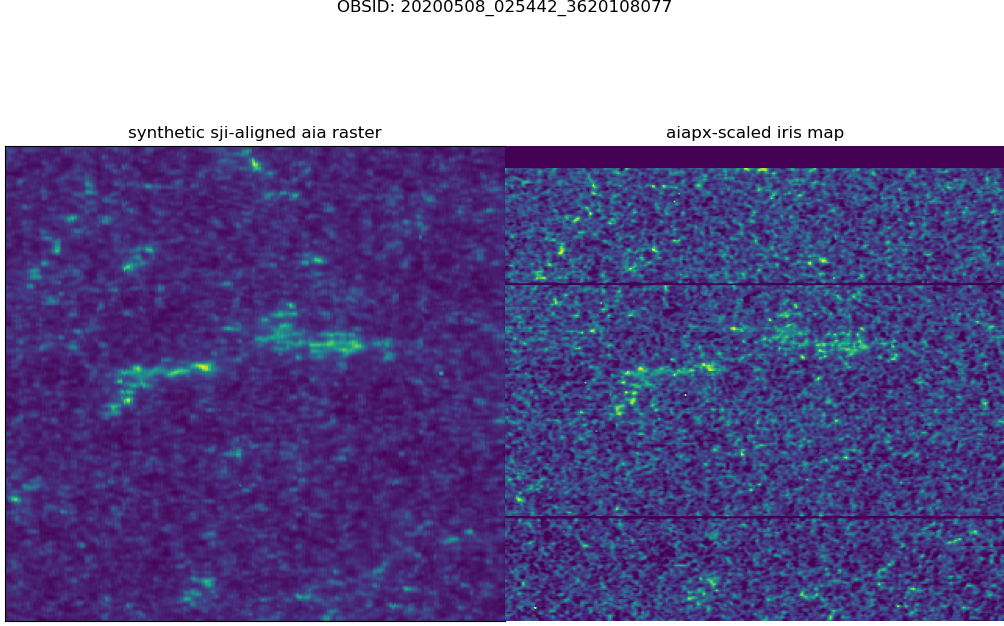 OBSID: 20200508_025442_3620108077
synthetic sji-aligned aia raster
aiapx-scaled iris map